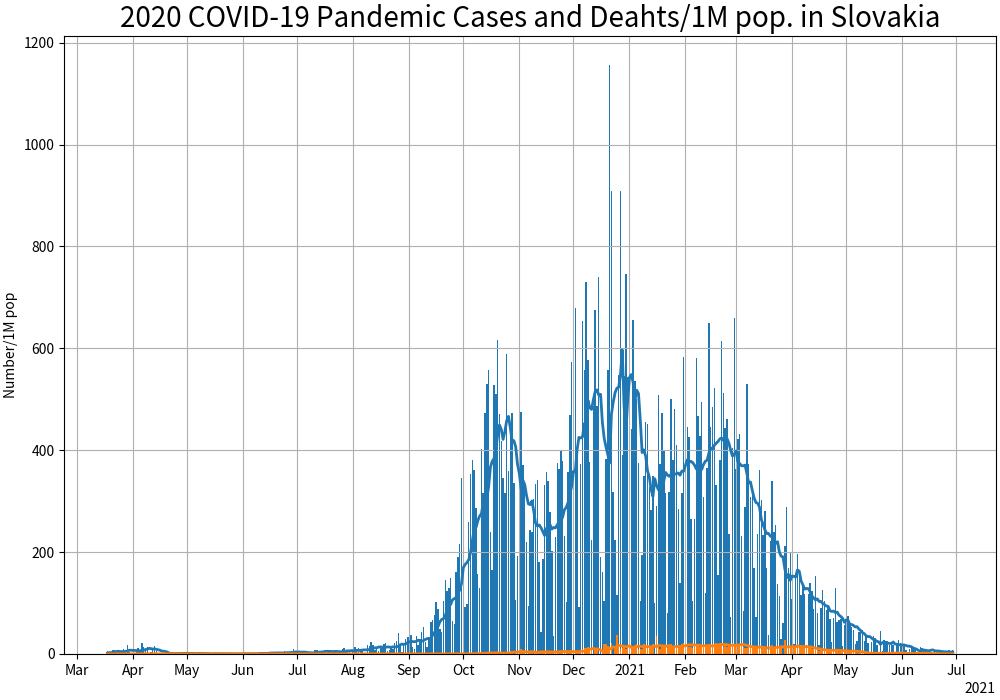 2020 COVID-19 Pandemic Cases and Deahts/1M pop. in Slovakia
Number/1M pop
1200
1000
800
600
400
200
0
Mar Apr May Jun Jul Aug Sep Oct Nov Dec 2021 Feb Mar Apr May Jun Jul
2021